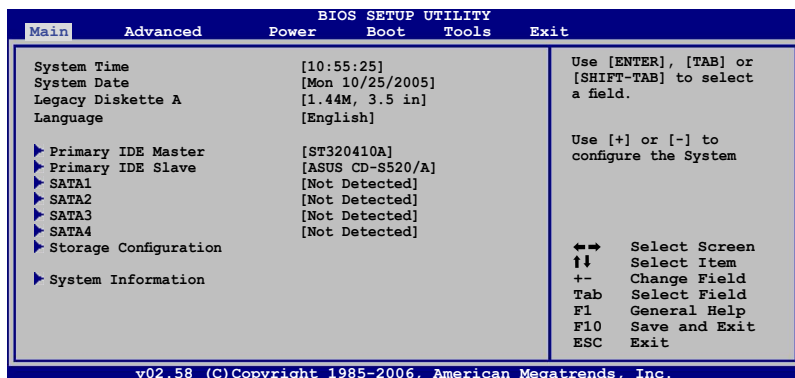 BIOS SETUP UTILITY
Main Advanced Power Boot Tools Exit
System Time [10:55:25]
System Date [Mon 10/25/2005]
Legacy Diskette A [1.44M, 3.5 in]
Language [English]
Primary IDE Master [ST320410A]
Primary IDE Slave [ASUS CD-S520/A]
SATA1 [Not Detected]
SATA2 [Not Detected]
SATA3 [Not Detected]
SATA4 [Not Detected]
Storage Configuration
System Information
Use [ENTER], [TAB] or
[SHIFT-TAB] to select
a field.
Use [+] or [-] to
configure the System
←→ Select Screen
↑↓ Select Item
+- Change Field
Tab Select Field
F1 General Help
F10 Save and Exit
ESC Exit
v02.58 (C)Copyright 1985-2006, American Megatrends, Inc.